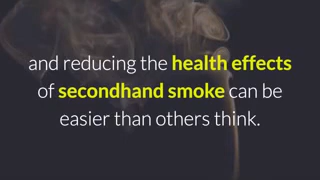 and reducing the health effects
of secondhand smoke can be
easier than others think.